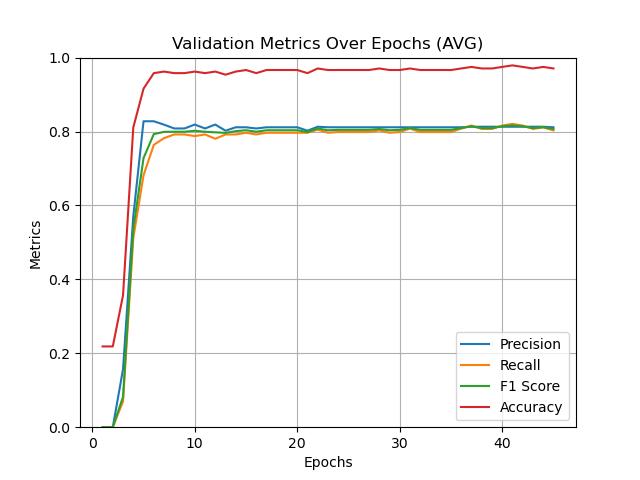 Validation Metrics Over Epochs (AVG)
1.0
0.8
0.6
0.4
0.2
0.0
Metrics
0 10 20 30 40
Epochs
Precision
Recall
F1 Score
Accuracy